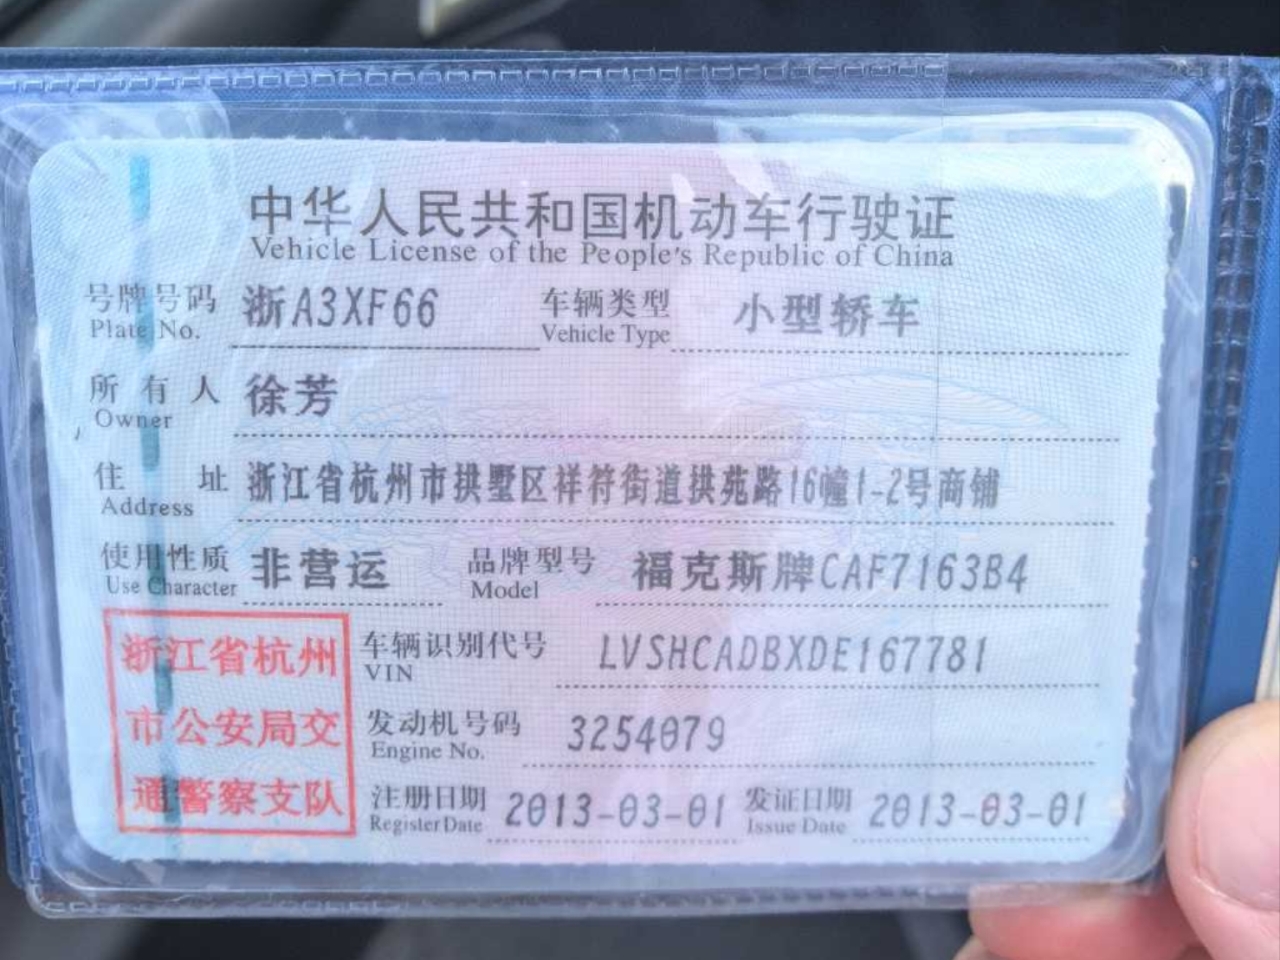 中华人民共和国机动车行驶证
Vehicle License of the People's Republic of China
号牌号码 浙A3XF66 车辆类型 小型轿车
Plate No. Vehicle Type
所有人 徐芳
Owner
住址 浙江省杭州市拱墅区祥符街道拱苑路16幢1-2号商铺
Address
使用性质 非营运 品牌型号 福克斯牌CAF7163B4
Use Character Model
浙江省杭州
市公安局交
通警察支队
车辆识别代号 LVSHCADBXDE167781
VIN
发动机号码 3254079
Engine No.
注册日期 2013-03-01 发证日期 2013-03-01
Register Date Issue Date